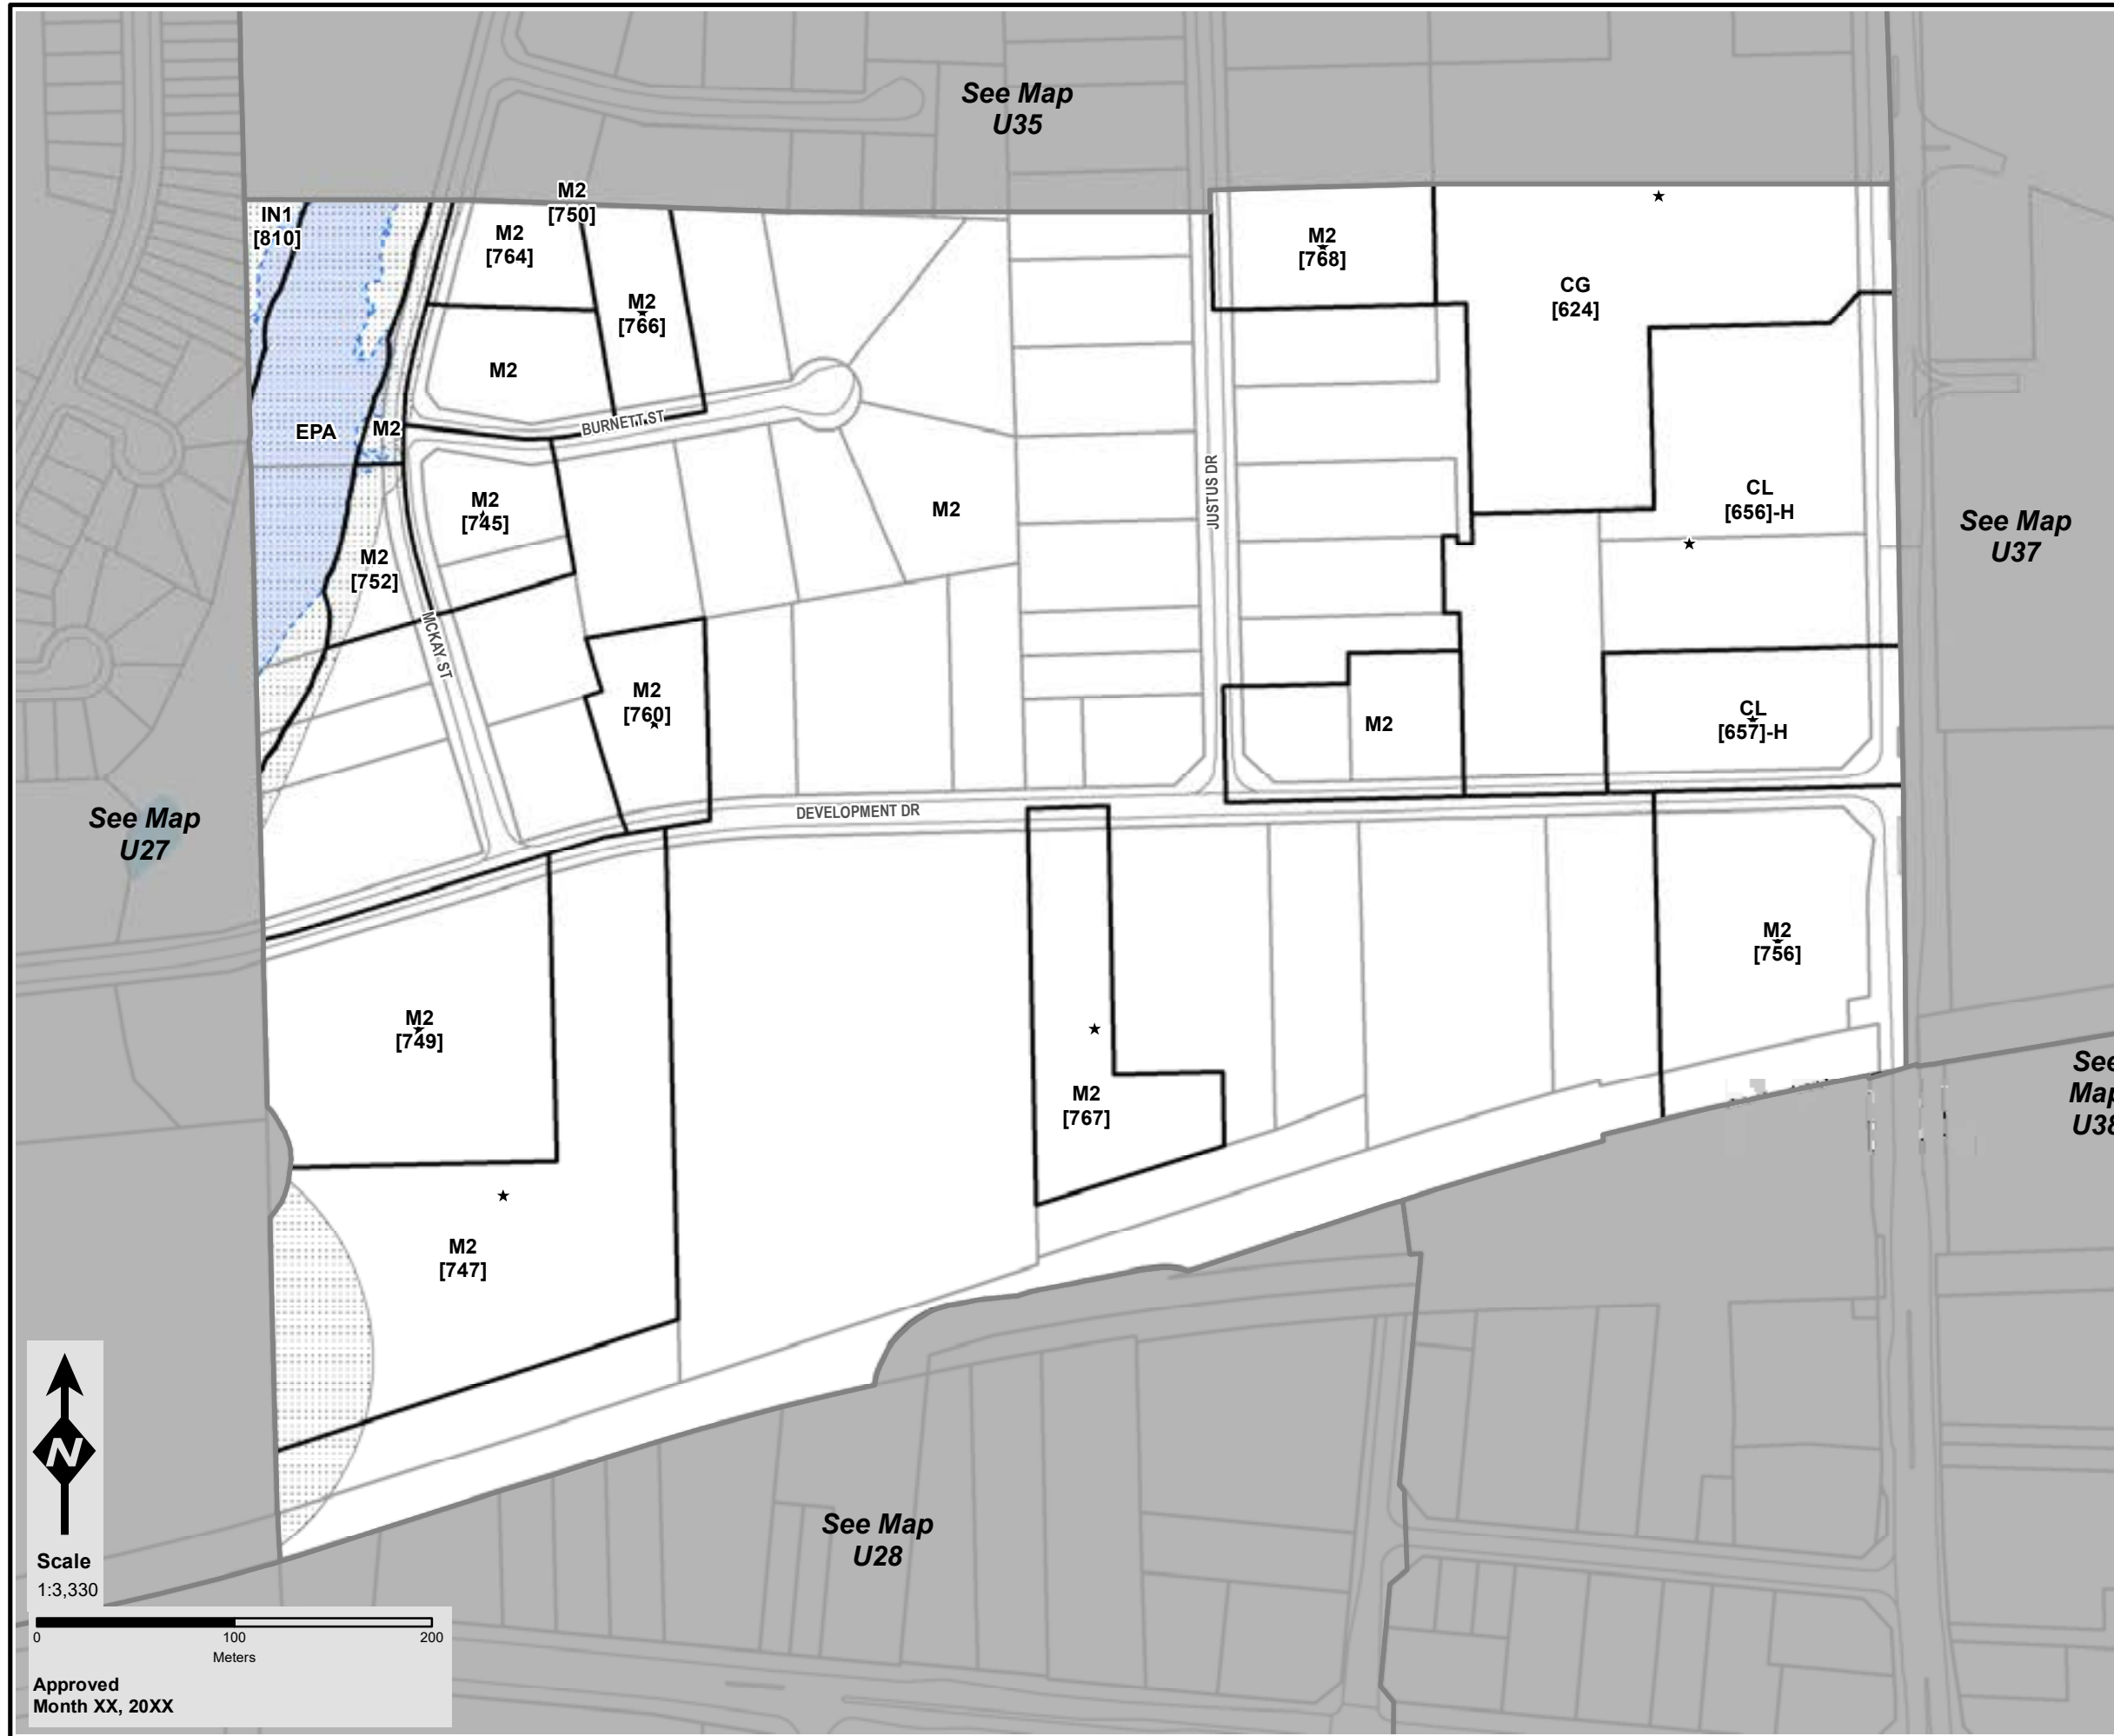 See Map
U35
M2
[750]
IN1
[810]
M2
[764]
M2
[768]
CG
[624]
M2
[766]
M2
BURNETT ST
EPA
M2
M2
[745]
M2
JUSTUS DR
CL
[656]-H
See Map
U37
M2
[752]
MCKAY ST
M2
[760]
M2
CL
[657]-H
See Map
U27
DEVELOPMENT DR
M2
[756]
M2
[749]
M2
[767]
See
Map
U38
M2
[747]
N
See Map
U28
Scale
1:3,330
0 100 200
Meters
Approved
Month XX, 20XX